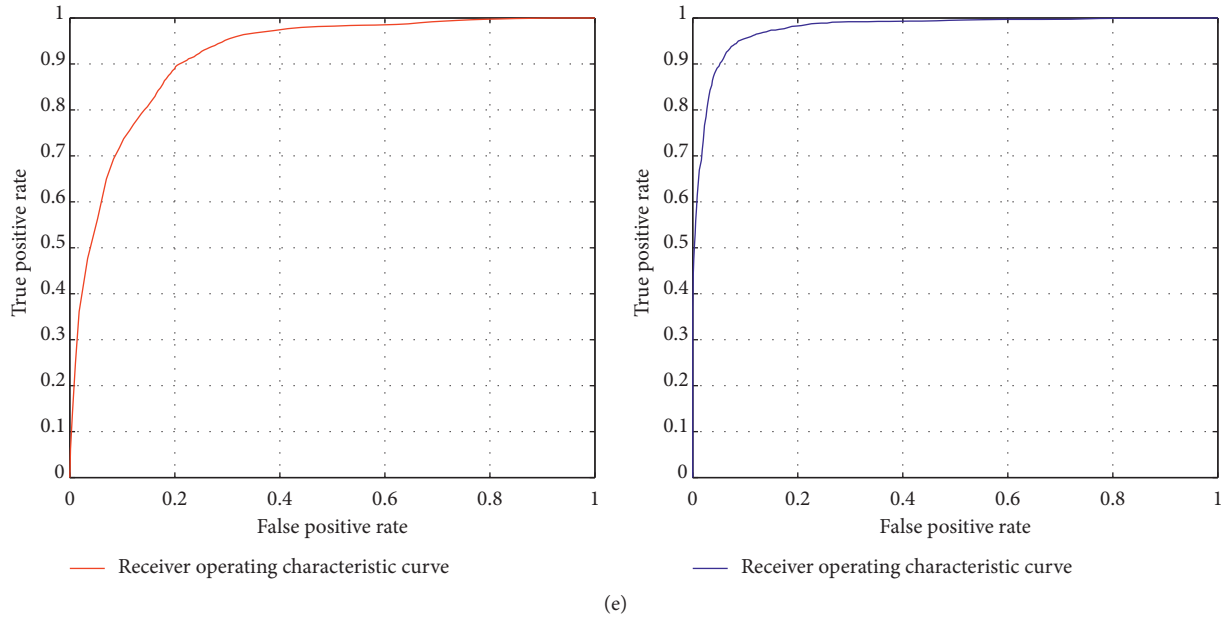 1
0.9
0.8
0.7
0.6
0.5
0.4
0.3
0.2
0.1
0
True positive rate
0 0.2 0.4 0.6 0.8 1
False positive rate
Receiver operating characteristic curve
1
0.9
0.8
0.7
0.6
0.5
0.4
0.3
0.2
0.1
0
True positive rate
0 0.2 0.4 0.6 0.8 1
False positive rate
Receiver operating characteristic curve
(e)